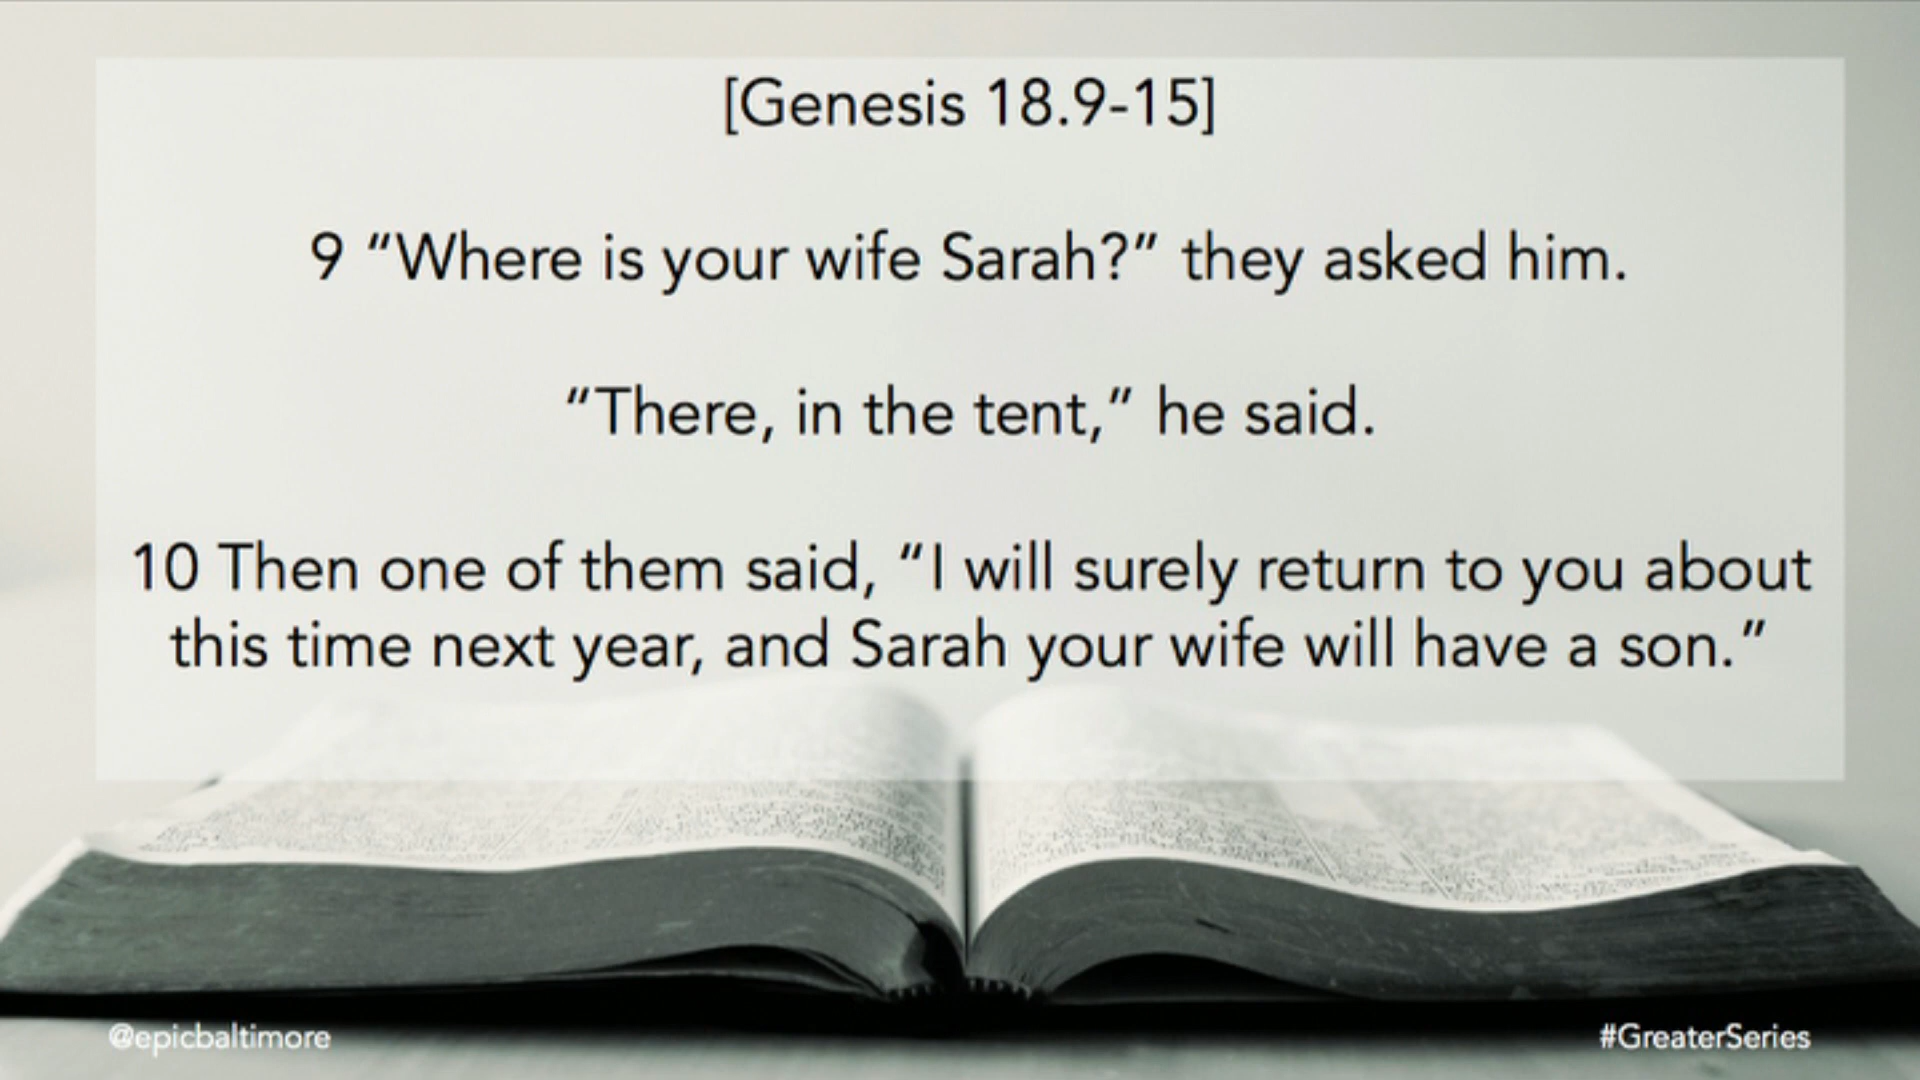 [Genesis 18.9-15]
9 “Where is your wife Sarah?” they asked him.
“There, in the tent,” he said.
10 Then one of them said, “I will surely return to you about
this time next year, and Sarah your wife will have a son.”
@epicbaltimore
#GreaterSeries